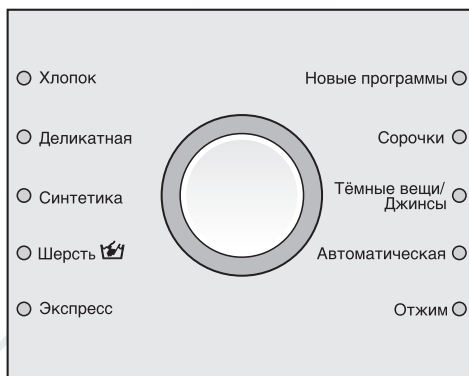 Хлопок
Деликатная
Синтетика
Шерсть
Экспресс
Новые программы
Сорочки
Тёмные вещи/
Джинсы
Автоматическая
Отжим